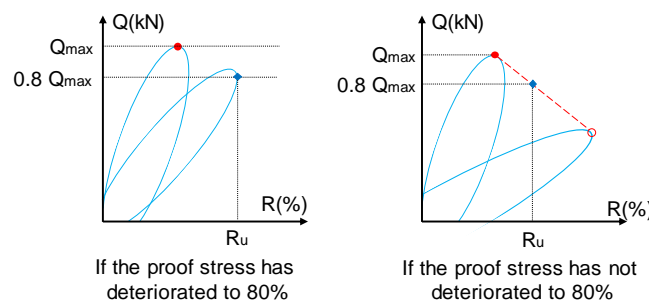 Q(kN)
Qmax
0.8 Qmax
R(%)
Ru
If the proof stress has
deteriorated to 80%
Q(kN)
Qmax
0.8 Qmax
R(%)
Ru
If the proof stress has not
deteriorated to 80%